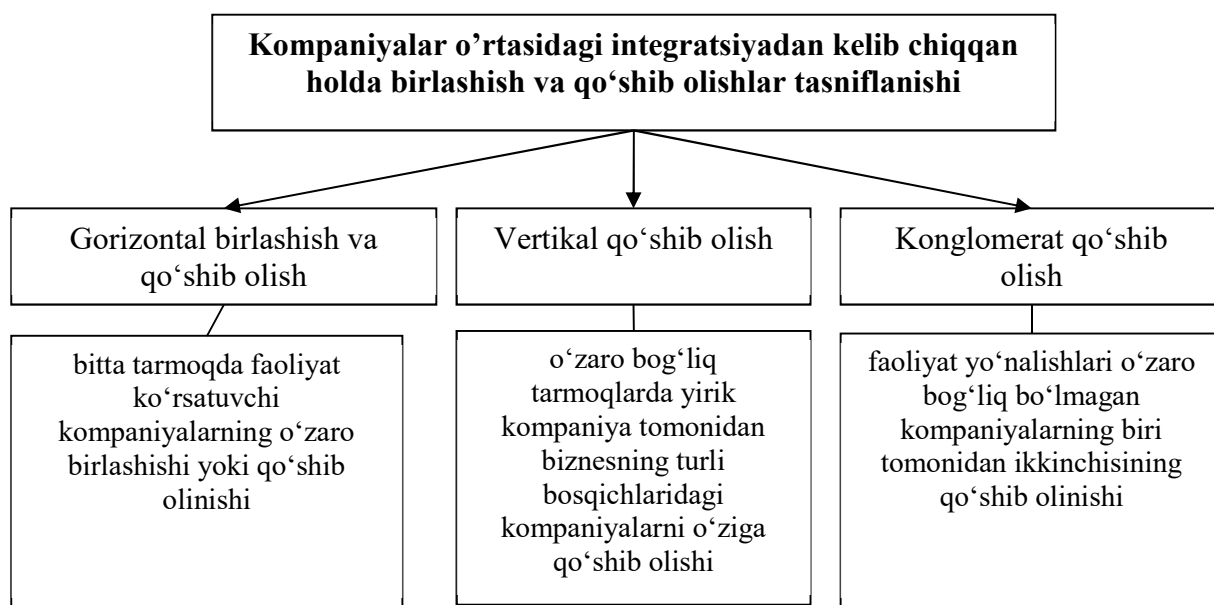 Kompaniyalar o’rtasidagi integratsiyadan kelib chiqqan
holda birlashish va qo‘shib olishlar tasniflanishi
Gorizontal birlashish va
qo‘shib olish
Vertikal qo‘shib olish
Konglomerat qo‘shib
olish
bitta tarmoqda faoliyat
ko‘rsatuvchi
kompaniyalarning o‘zaro
birlashishi yoki qo‘shib
olinishi
o‘zaro bog‘liq
tarmoqlarda yirik
kompaniya tomonidan
biznesning turli
bosqichlaridagi
kompaniyalarni o‘ziga
qo‘shib olishi
faoliyat yo‘nalishlari o‘zaro
bog‘liq bo‘lmagan
kompaniyalarning biri
tomonidan ikkinchisining
qo‘shib olinishi